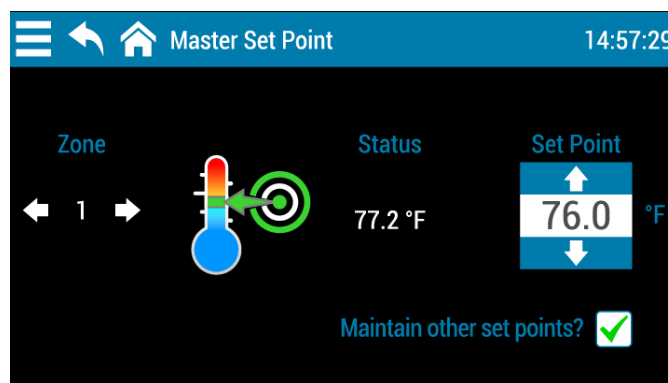 Master Set Point 14:57:29
Zone Status Set Point
1 77.2 °F 76.0 °F
Maintain other set points?